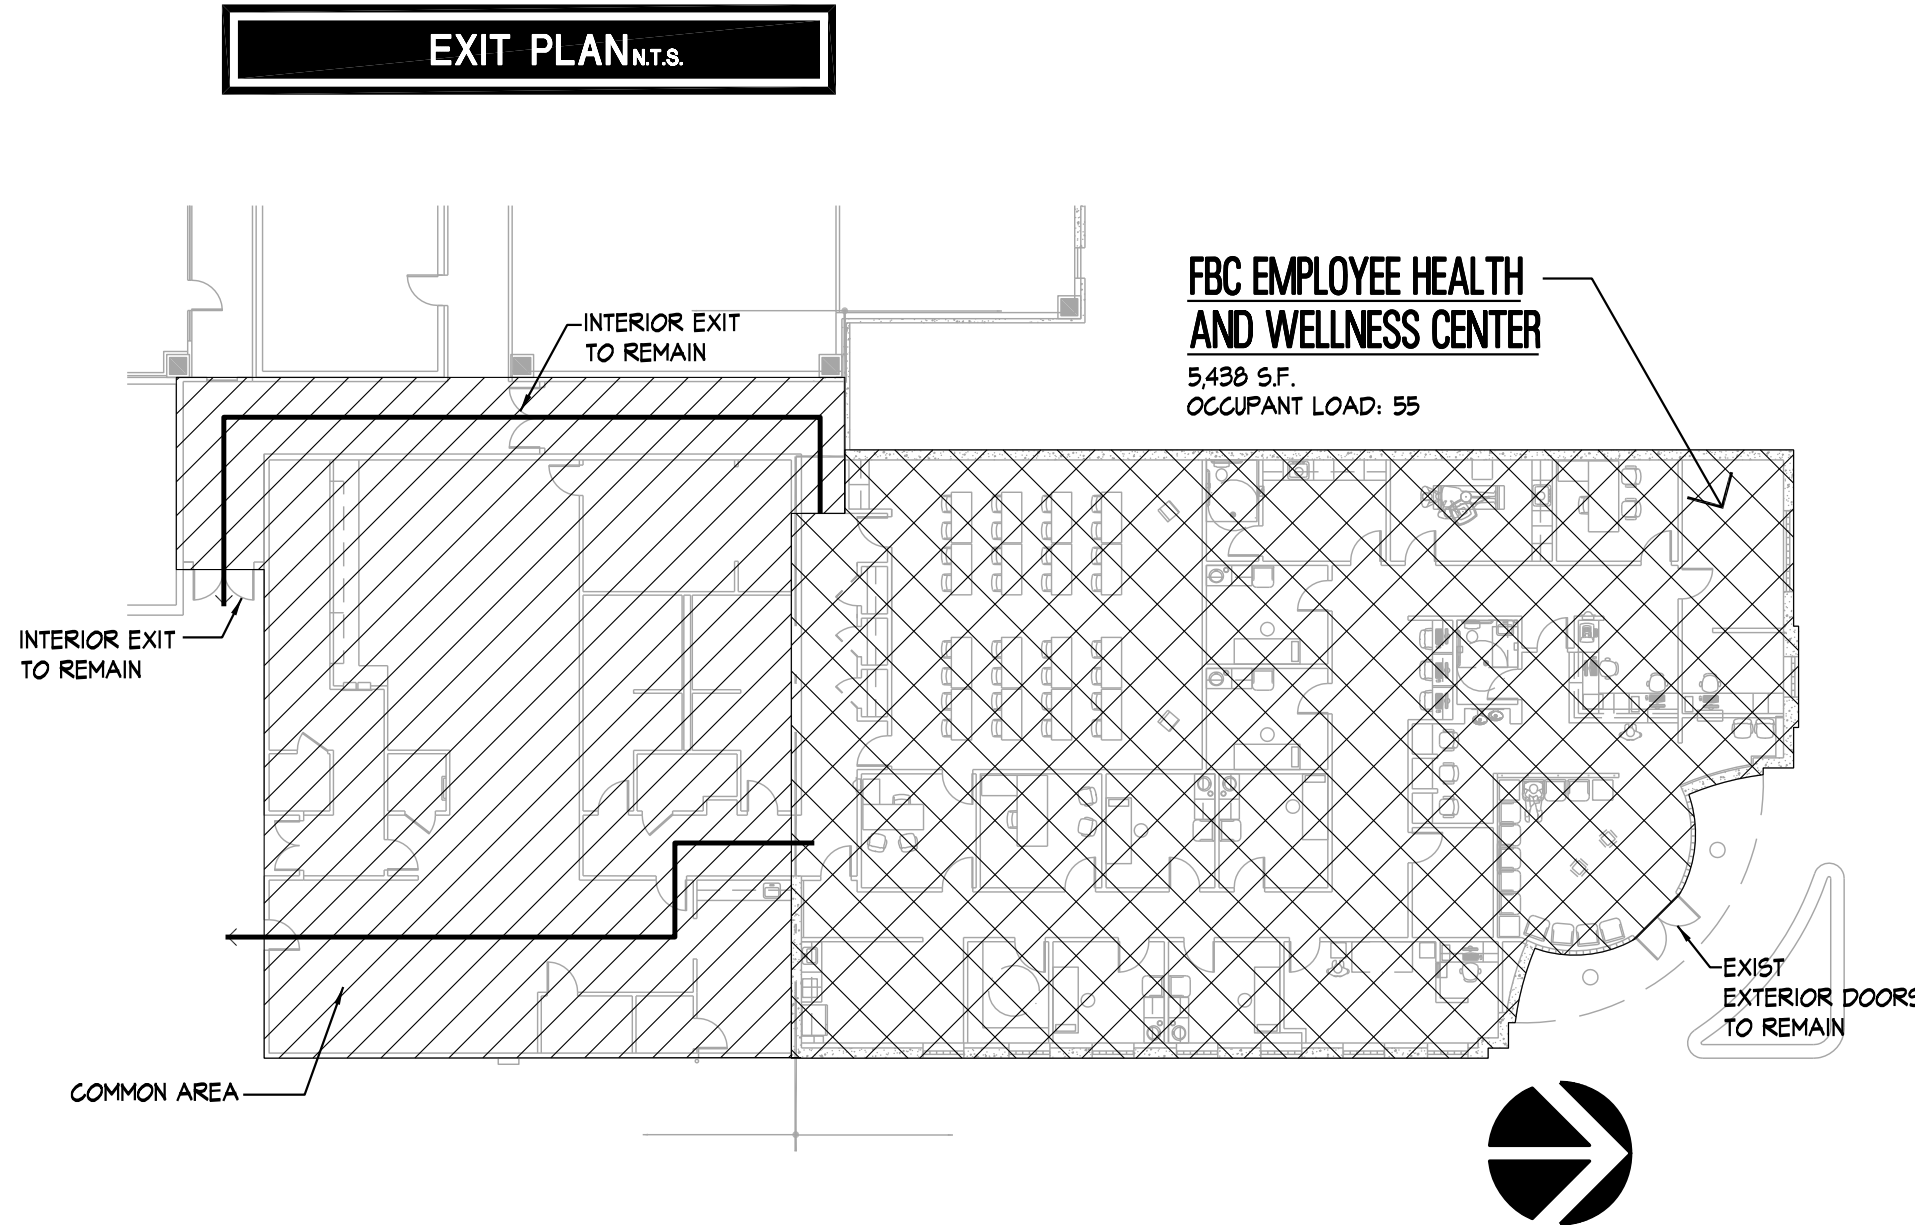 EXIT PLAN N.T.S.
FBC EMPLOYEE HEALTH
AND WELLNESS CENTER
5,438 S.F.
OCCUPANT LOAD: 55
INTERIOR EXIT
TO REMAIN
INTERIOR EXIT
TO REMAIN
EXIST
EXTERIOR DOORS
TO REMAIN
COMMON AREA